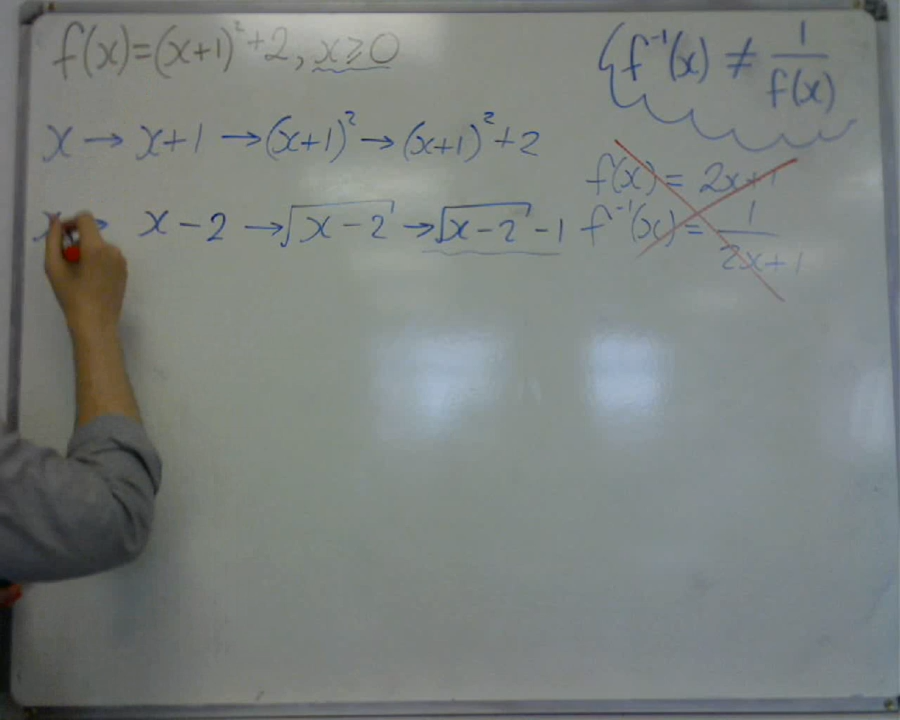 f(x)=(x+1)²+2, x≥0
x → x+1 → (x+1)² → (x+1)²+2
x → x-2 → √x-2 → √x-2 -1
{f⁻¹(x) ≠ 1/f(x)
f(x) = 2x+1
f⁻¹(x) = 1/2x+1